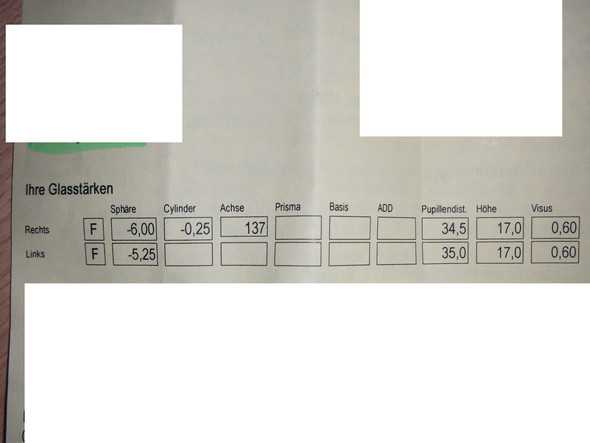 Ihre Glasstärken
Sphäre Cylinder Achse Prisma Basis ADD Pupillendist. Höhe Visus
Rechts F -6,00 -0,25 137 34,5 17,0 0,60
Links F -5,25 35,0 17,0 0,60